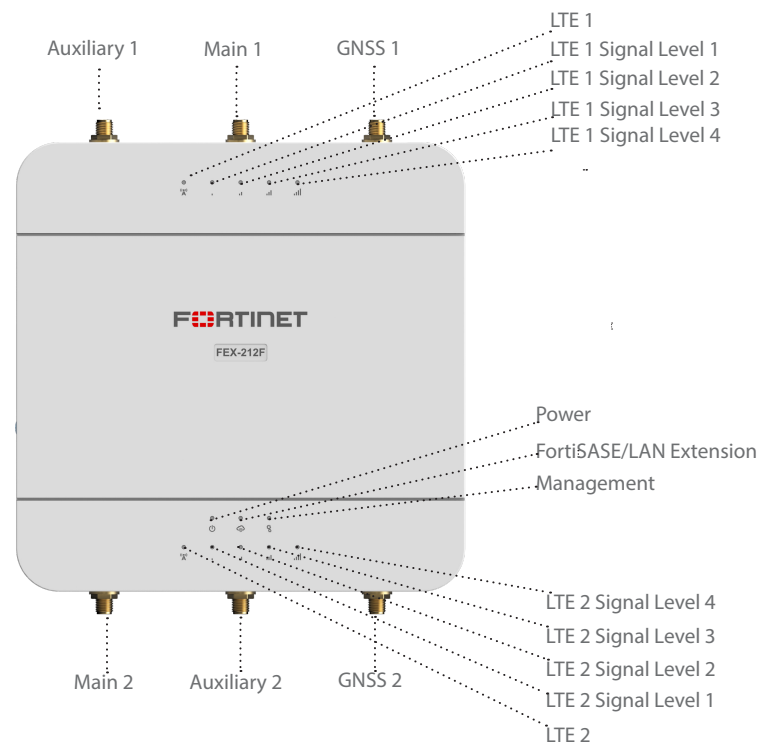 LTE 1
Auxiliary 1 Main 1 GNSS 1
LTE 1 Signal Level 1
LTE 1 Signal Level 2
LTE 1 Signal Level 3
LTE 1 Signal Level 4
FORTINET
FEX-212F
Power
FortiSASE/LAN Extension
Management
LTE 2 Signal Level 4
LTE 2 Signal Level 3
LTE 2 Signal Level 2
Main 2 Auxiliary 2 GNSS 2
LTE 2 Signal Level 1
LTE 2